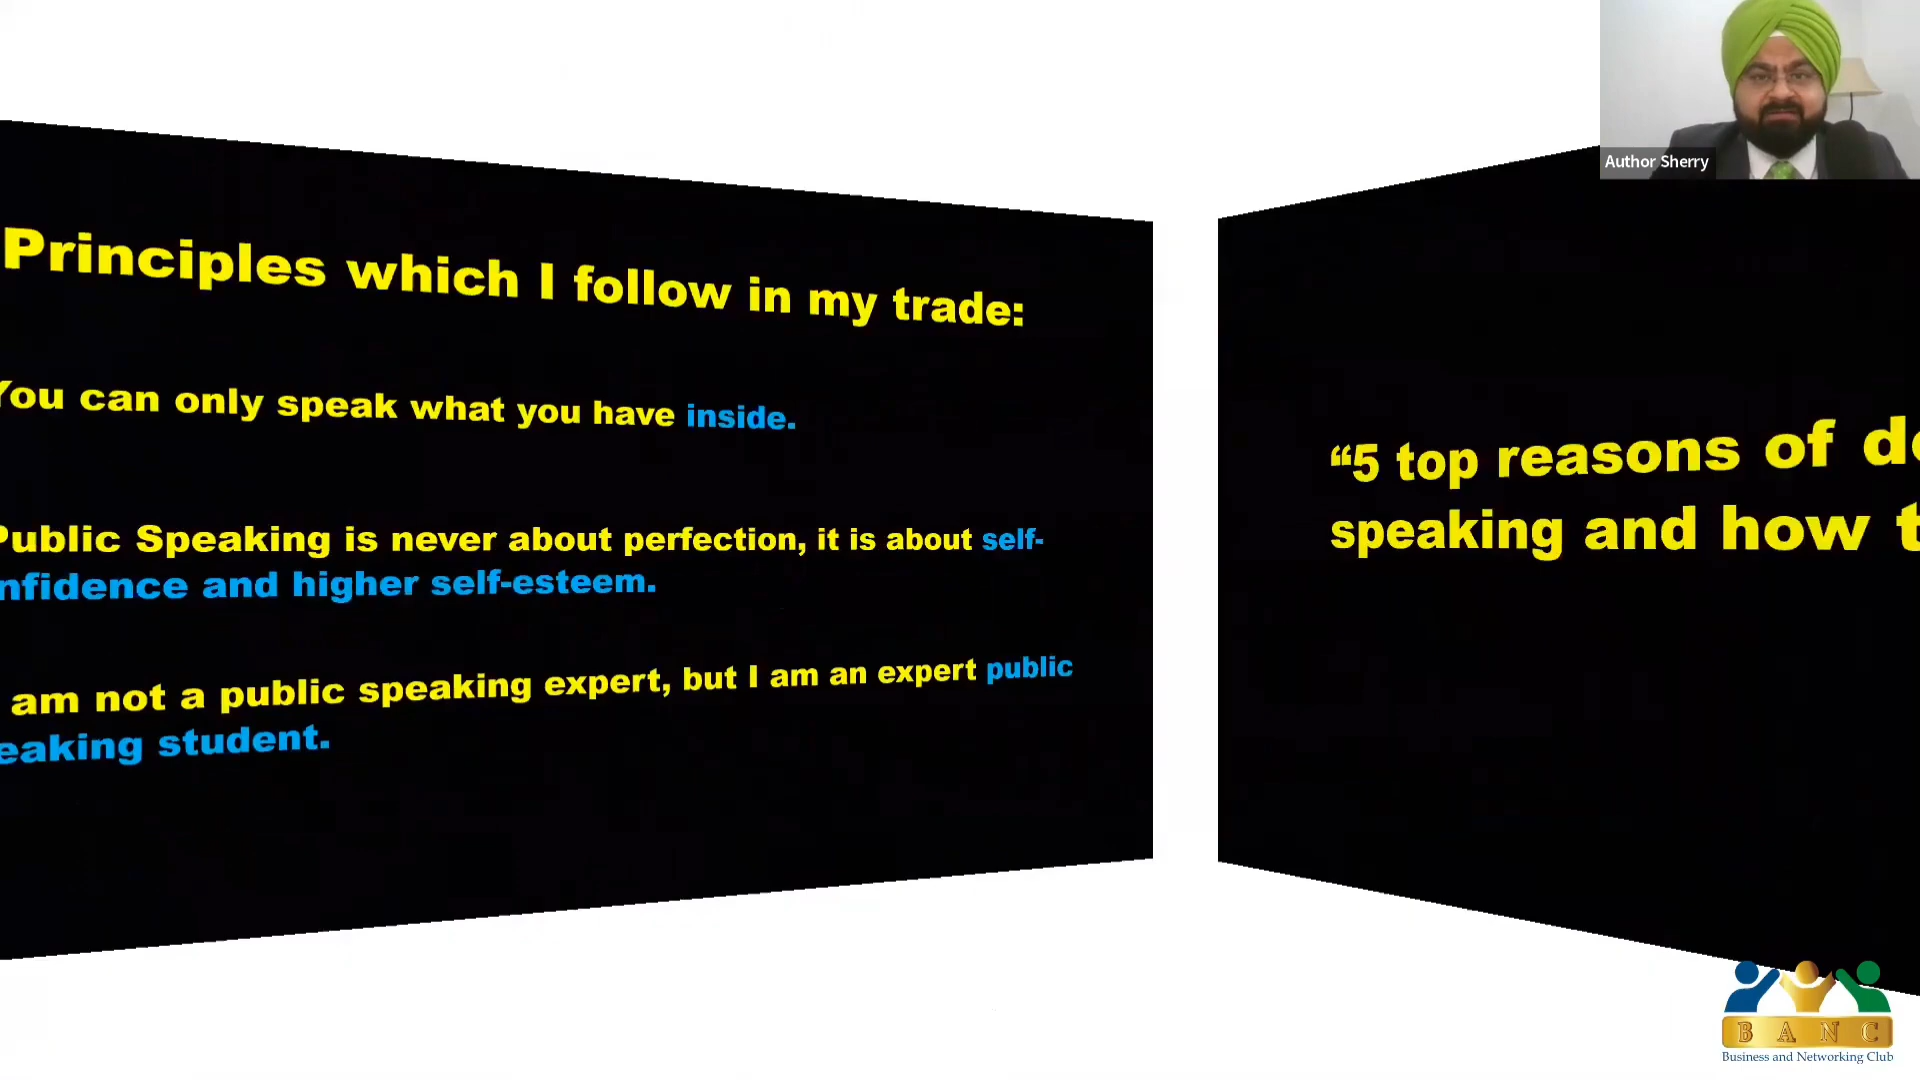 Principles which I follow in my trade:
You can only speak what you have inside.
Public Speaking is never about perfection, it is about self-
nfidence and higher self-esteem.
am not a public speaking expert, but I am an expert public
eaking student.
“5 top reasons of
speaking and how
Author Sherry
BANC
Business and Networking Club